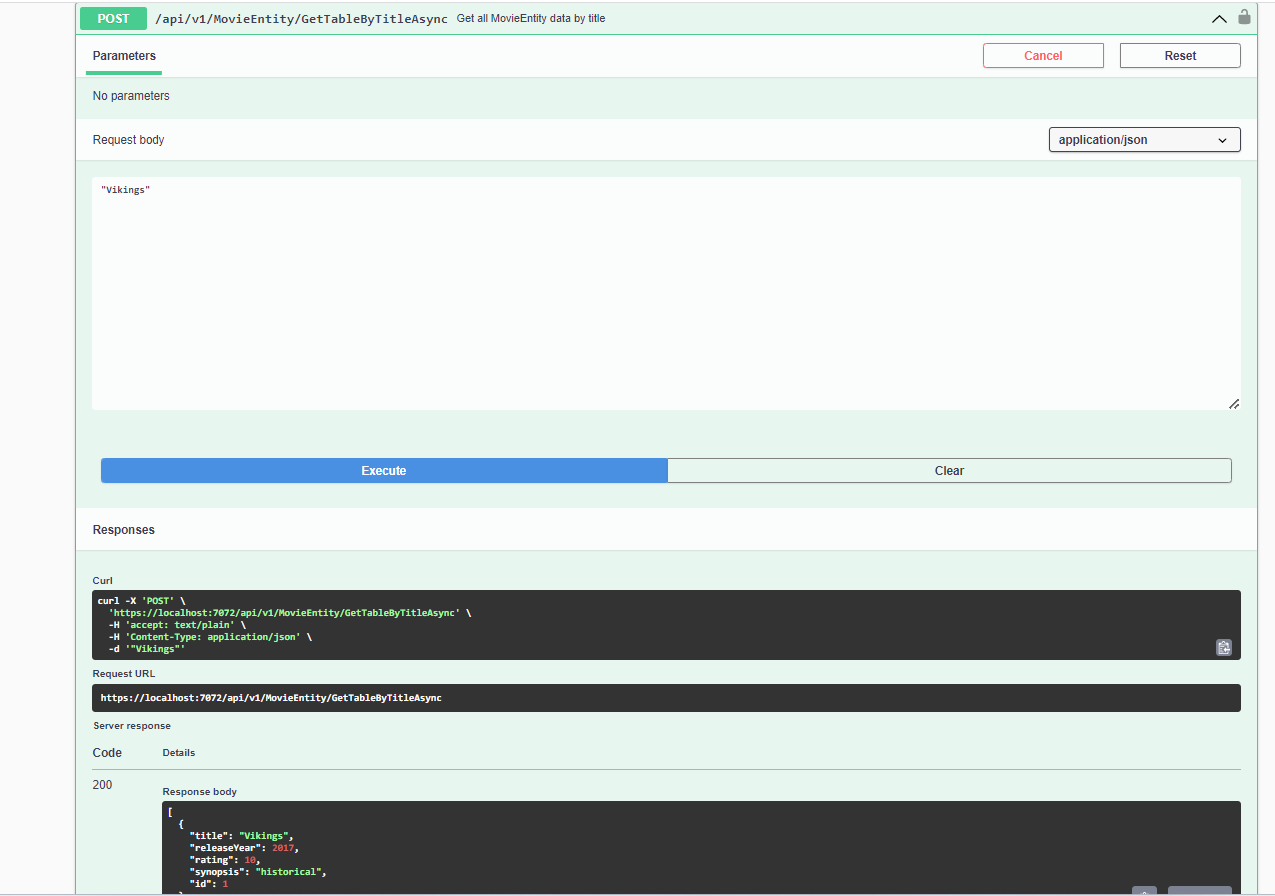 POST /api/v1/MovieEntity/GetTableByTitleAsync Get all MovieEntity data by title
Parameters
Cancel
Reset
No parameters
Request body
application/json
"Vikings"
Execute
Clear
Responses
Curl
curl -X 'POST' \
'https://localhost:7072/api/v1/MovieEntity/GetTableByTitleAsync' \
-H 'accept: text/plain' \
-H 'Content-Type: application/json' \
-d '"Vikings"'
Request URL
https://localhost:7072/api/v1/MovieEntity/GetTableByTitleAsync
Server response
Code Details
200
Response body
[
{
"title": "Vikings",
"releaseYear": 2017,
"rating": 10,
"synopsis": "historical",
"id": 1